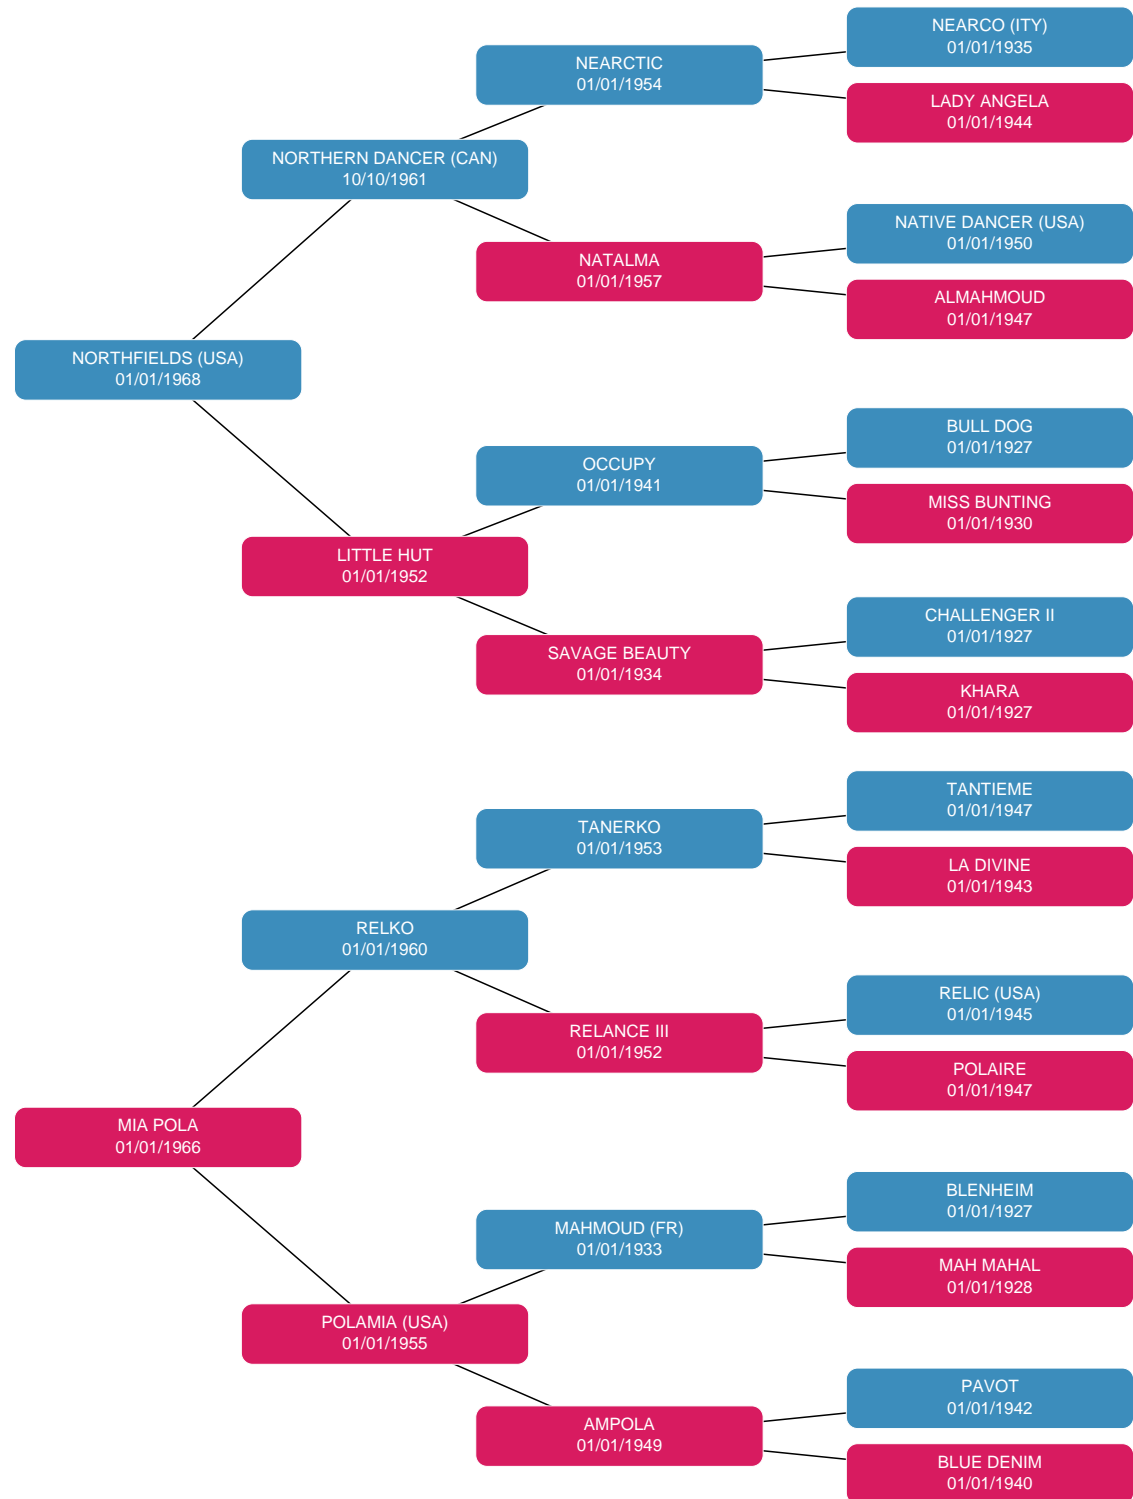 NEARCO (ITY)
01/01/1935
NEARCTIC
01/01/1954
LADY ANGELA
01/01/1944
NORTHERN DANCER (CAN)
10/10/1961
NATIVE DANCER (USA)
01/01/1950
NATALMA
01/01/1957
ALMAHMOUD
01/01/1947
NORTHFIELDS (USA)
01/01/1968
BULL DOG
01/01/1927
OCCUPY
01/01/1941
MISS BUNTING
01/01/1930
LITTLE HUT
01/01/1952
CHALLENGER II
01/01/1927
SAVAGE BEAUTY
01/01/1934
KHARA
01/01/1927
TANTIEME
01/01/1947
TANERKO
01/01/1953
LA DIVINE
01/01/1943
RELKO
01/01/1960
RELIC (USA)
01/01/1945
RELANCE III
01/01/1952
POLAIRE
01/01/1947
MIA POLA
01/01/1966
BLENHEIM
01/01/1927
MAHMOUD (FR)
01/01/1933
MAH MAHAL
01/01/1928
POLAMIA (USA)
01/01/1955
PAVOT
01/01/1942
AMPOLA
01/01/1949
BLUE DENIM
01/01/1940